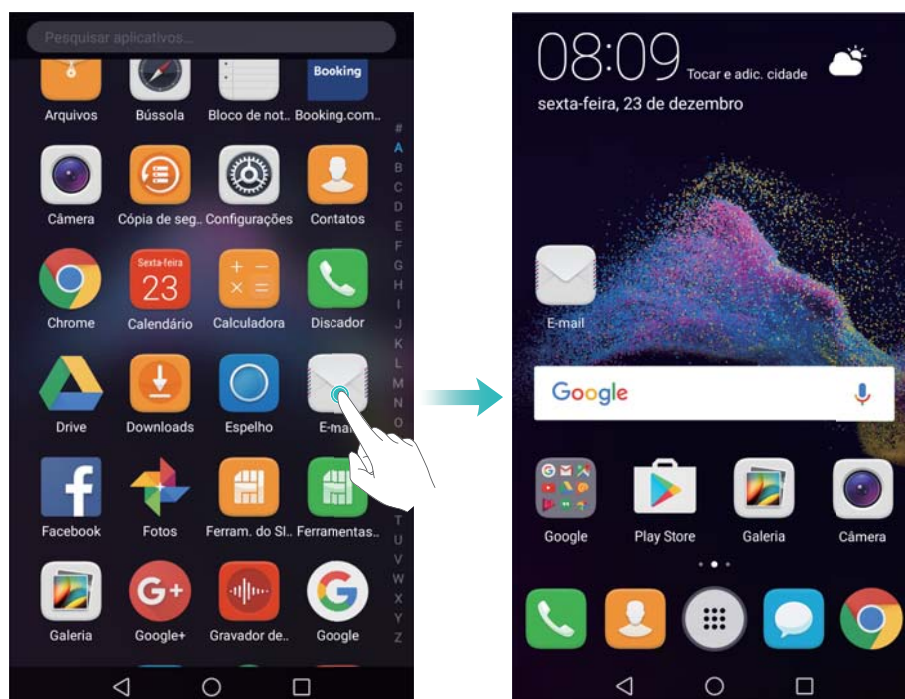 Pesquisar aplicativos...
Booking
Arquivos Bússola Bloco de not.. Booking.com..
#
A
B
C
D
E
F
G
H
I
J
K
L
M
N
O
T
U
V
W
X
Y
Z
Câmera Cópia de seg.. Configurações Contatos
Sexta-feira
23
Chrome Calendário Calculadora Discador
Drive Downloads Espelho
Facebook Fotos Ferram. do SI.. Ferramentas..
G+
G
Galeria Google+ Gravador de.. Google
08:09 Tocar e adic. cidade
sexta-feira, 23 de dezembro
E-mail
Google
Google Play Store Galeria Câmera